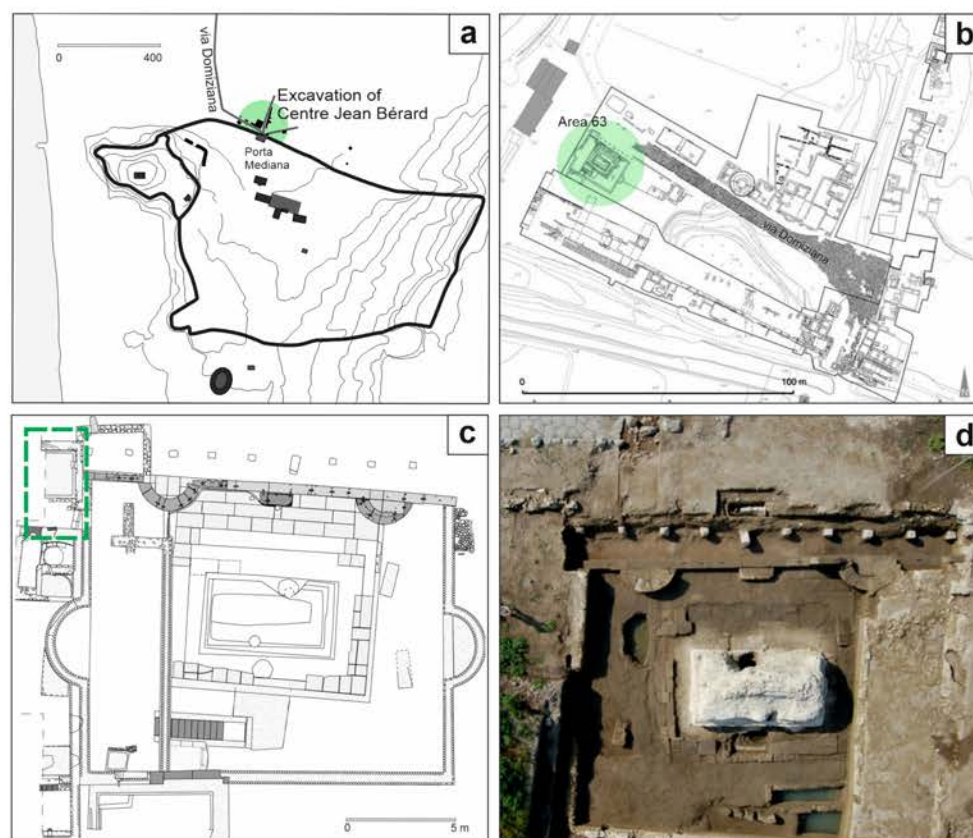 a
via Domiziana
0
400
Excavation of
Centre Jean Bérard
Porta
Mediana
b
Area 63
via Domiziana
0
100 m
c
0
5 m
d